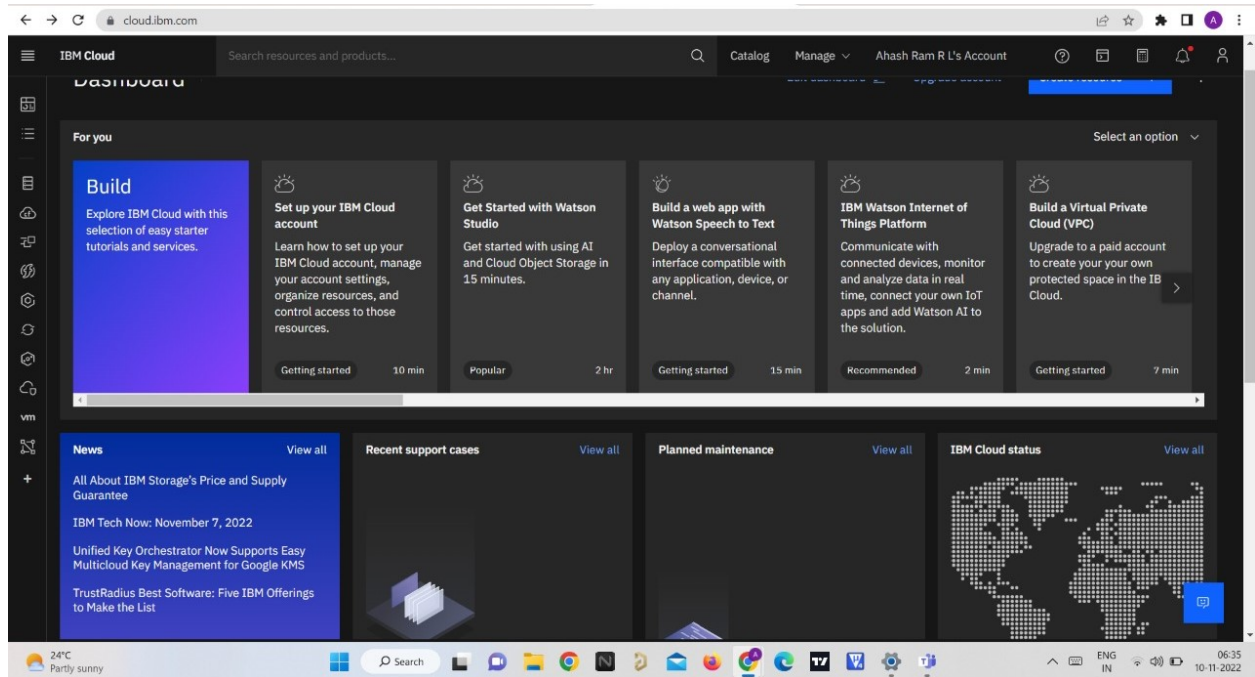 cloud.ibm.com
A
IBM Cloud
Search resources and products...
Catalog
Manage
Ahash Ram R L's Account
Dashboard
Edit dashboard
Upgrade account
Create resource
For you
Select an option
Build
Explore IBM Cloud with this
selection of easy starter
tutorials and services.
Set up your IBM Cloud
account
Learn how to set up your
IBM Cloud account, manage
your account settings,
organize resources, and
control access to those
resources.
Getting started
10 min
Get Started with Watson
Studio
Get started with using AI
and Cloud Object Storage in
15 minutes.
Popular
2 hr
Build a web app with
Watson Speech to Text
Deploy a conversational
interface compatible with
any application, device, or
channel.
Getting started
15 min
IBM Watson Internet of
Things Platform
Communicate with
connected devices, monitor
and analyze data in real
time, connect your own IoT
apps and add Watson AI to
the solution.
Recommended
2 min
Build a Virtual Private
Cloud (VPC)
Upgrade to a paid account
to create your your own
protected space in the IB
Cloud.
Getting started
7 min
vm
News
View all
All About IBM Storage's Price and Supply
Guarantee
IBM Tech Now: November 7, 2022
Unified Key Orchestrator Now Supports Easy
Multicloud Key Management for Google KMS
TrustRadius Best Software: Five IBM Offerings
to Make the List
Recent support cases
View all
Planned maintenance
View all
IBM Cloud status
View all
24°C
Partly sunny
Search
ENG
IN
06:35
10-11-2022